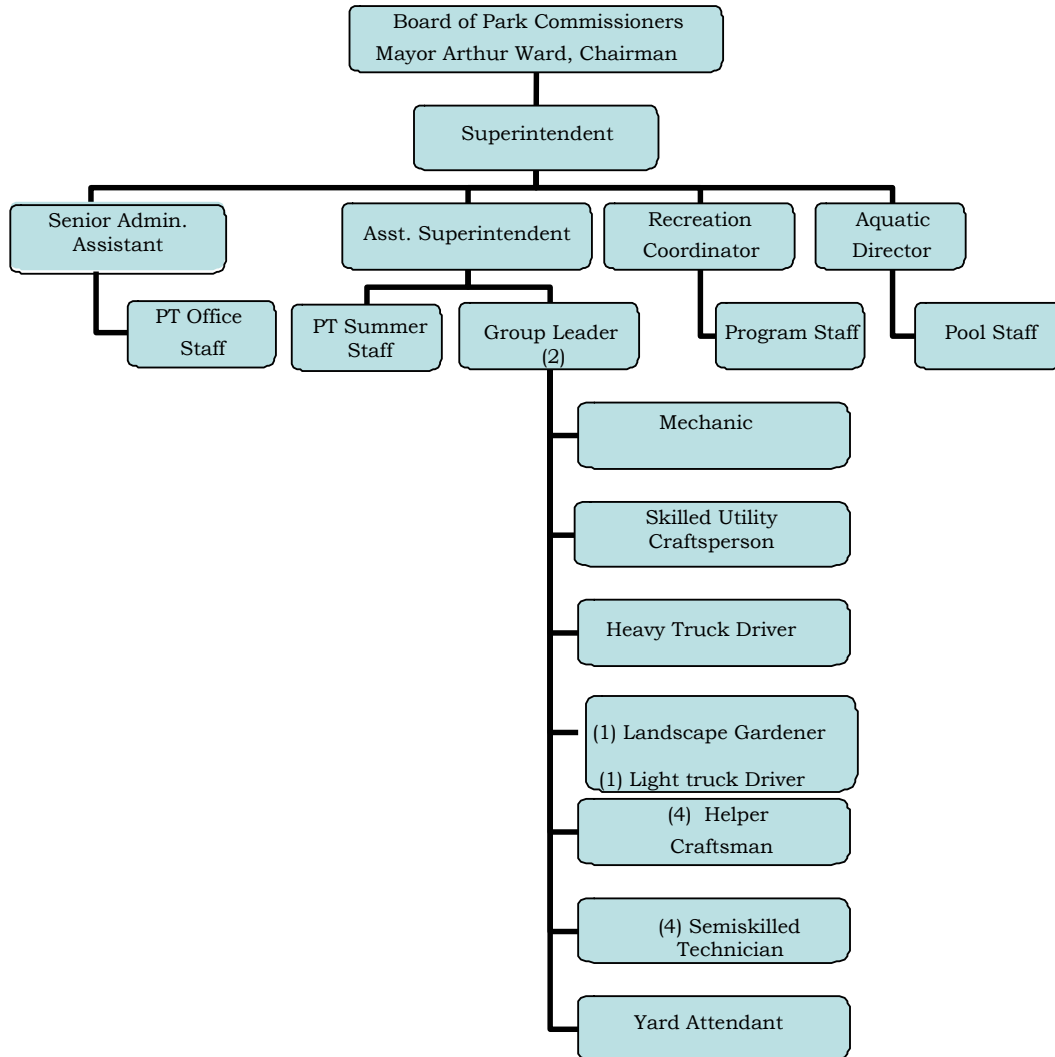 Board of Park Commissioners
Mayor Arthur Ward, Chairman
Superintendent
Senior Admin.
Assistant
Asst. Superintendent
Recreation
Coordinator
Aquatic
Director
PT Office
Staff
PT Summer
Staff
Group Leader
(2)
Program Staff
Pool Staff
Mechanic
Skilled Utility
Craftsperson
Heavy Truck Driver
(1) Landscape Gardener
(1) Light truck Driver
(4) Helper
Craftsman
(4) Semiskilled
Technician
Yard Attendant